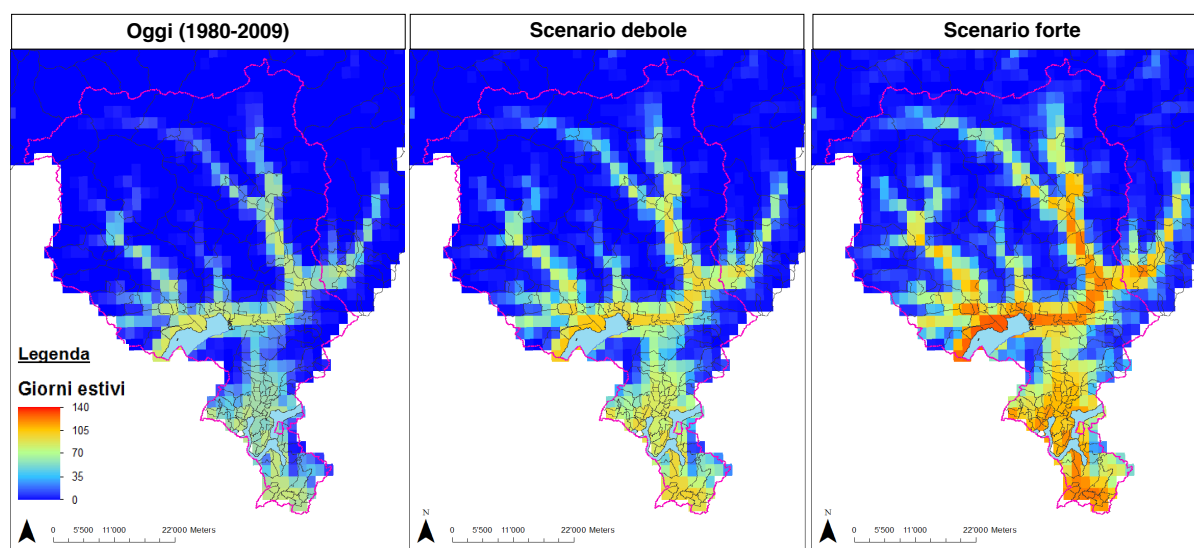 Oggi (1980-2009)
Scenario debole
Scenario forte
Legenda
Giorni estivi
140
105
70
35
0
0 5'500 11'000 22'000 Meters
N
0 5'500 11'000 22'000 Meters
N
0 5'500 11'000 22'000 Meters